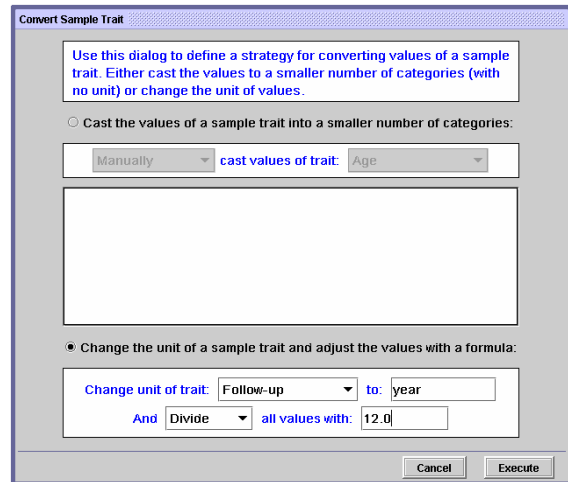 Convert Sample Trait
Use this dialog to define a strategy for converting values of a sample
trait. Either cast the values to a smaller number of categories (with
no unit) or change the unit of values.
Cast the values of a sample trait into a smaller number of categories:
Manually cast values of trait: Age
Change the unit of a sample trait and adjust the values with a formula:
Change unit of trait: Follow-up to: year
And Divide all values with: 12.0
Cancel Execute